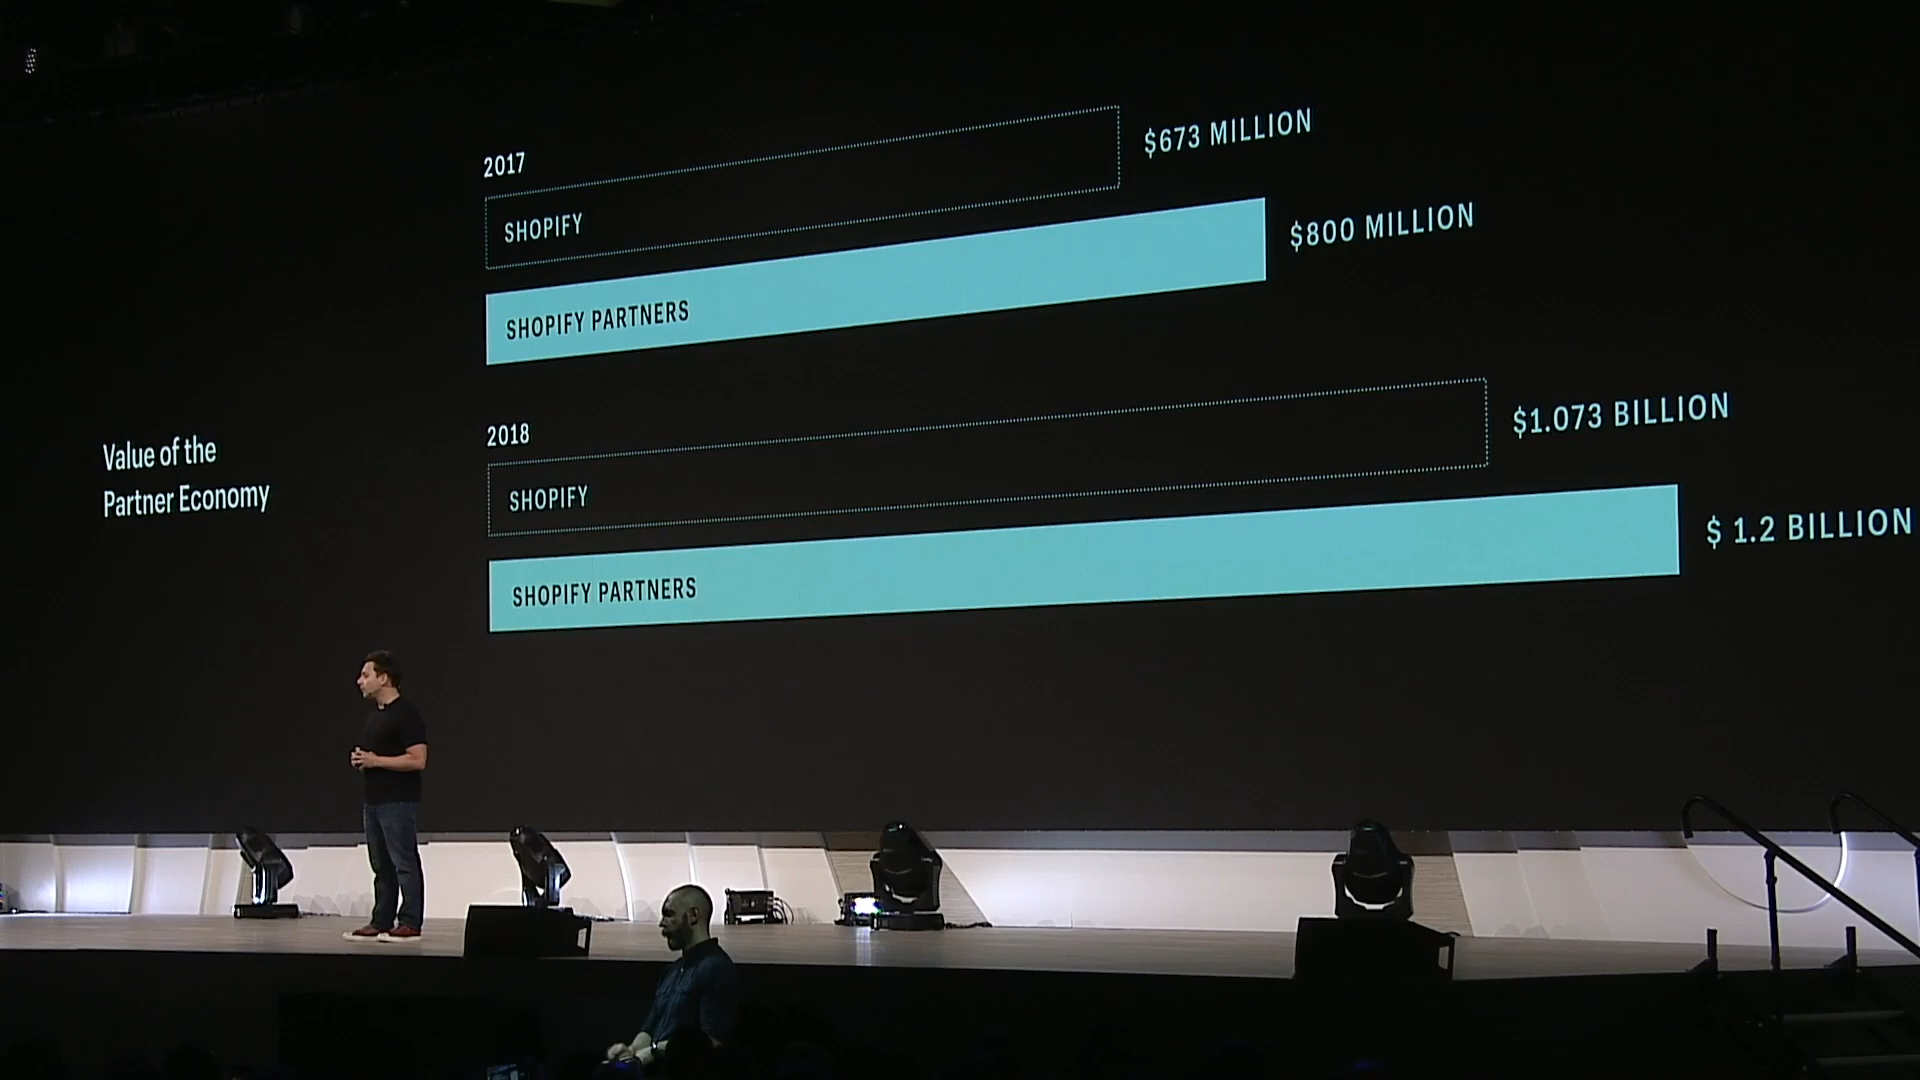 2017
SHOPIFY
$673 MILLION
SHOPIFY PARTNERS
$800 MILLION
Value of the
Partner Economy
2018
SHOPIFY
$1.073 BILLION
SHOPIFY PARTNERS
$ 1.2 BILLION